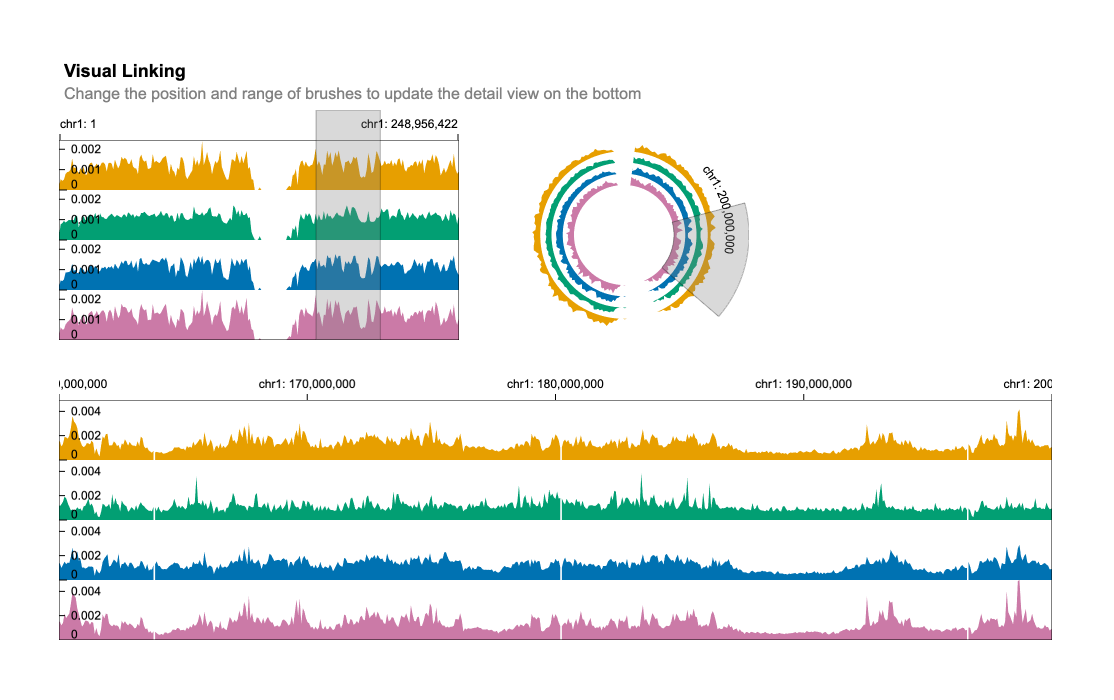 Visual Linking
Change the position and range of brushes to update the detail view on the bottom
chr1: 1
chr1: 248,956,422
0.002
0.001
0
0.002
0.001
0
0.002
0.001
0
0.002
0.001
0
chr1: 200,000,000
0,000,000
chr1: 170,000,000
chr1: 180,000,000
chr1: 190,000,000
chr1: 200
0.004
0.002
0
0.004
0.002
0
0.004
0.002
0
0.004
0.002
0